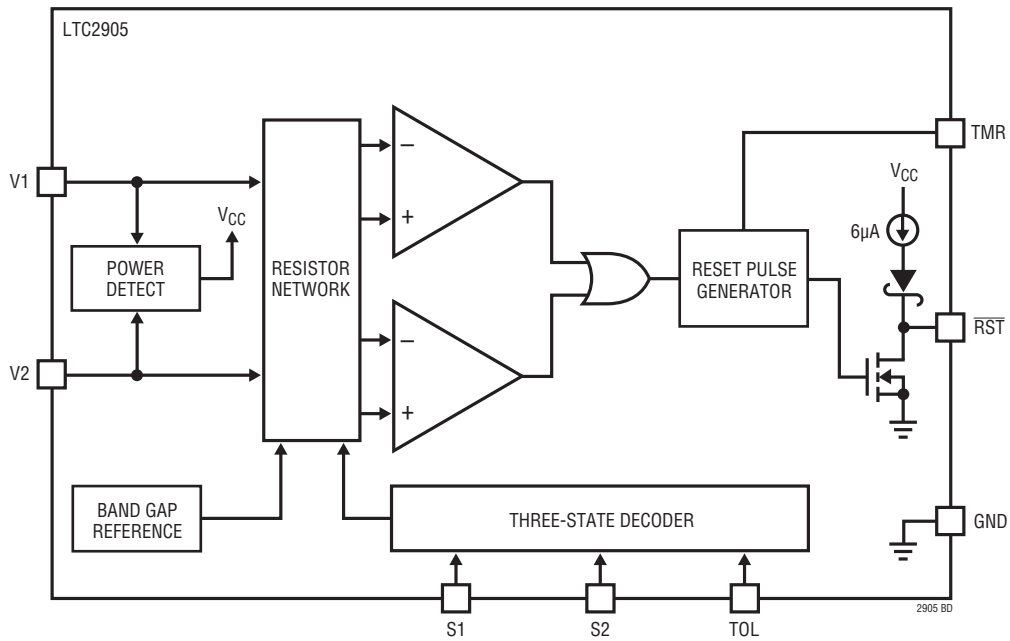 LTC2905
TMR
V1
VCC
6µA
VCC
POWER
DETECT
RESISTOR
NETWORK
–
+
RESET PULSE
GENERATOR
RST
V2
–
+
BAND GAP
REFERENCE
THREE-STATE DECODER
GND
2905 BD
S1
S2
TOL